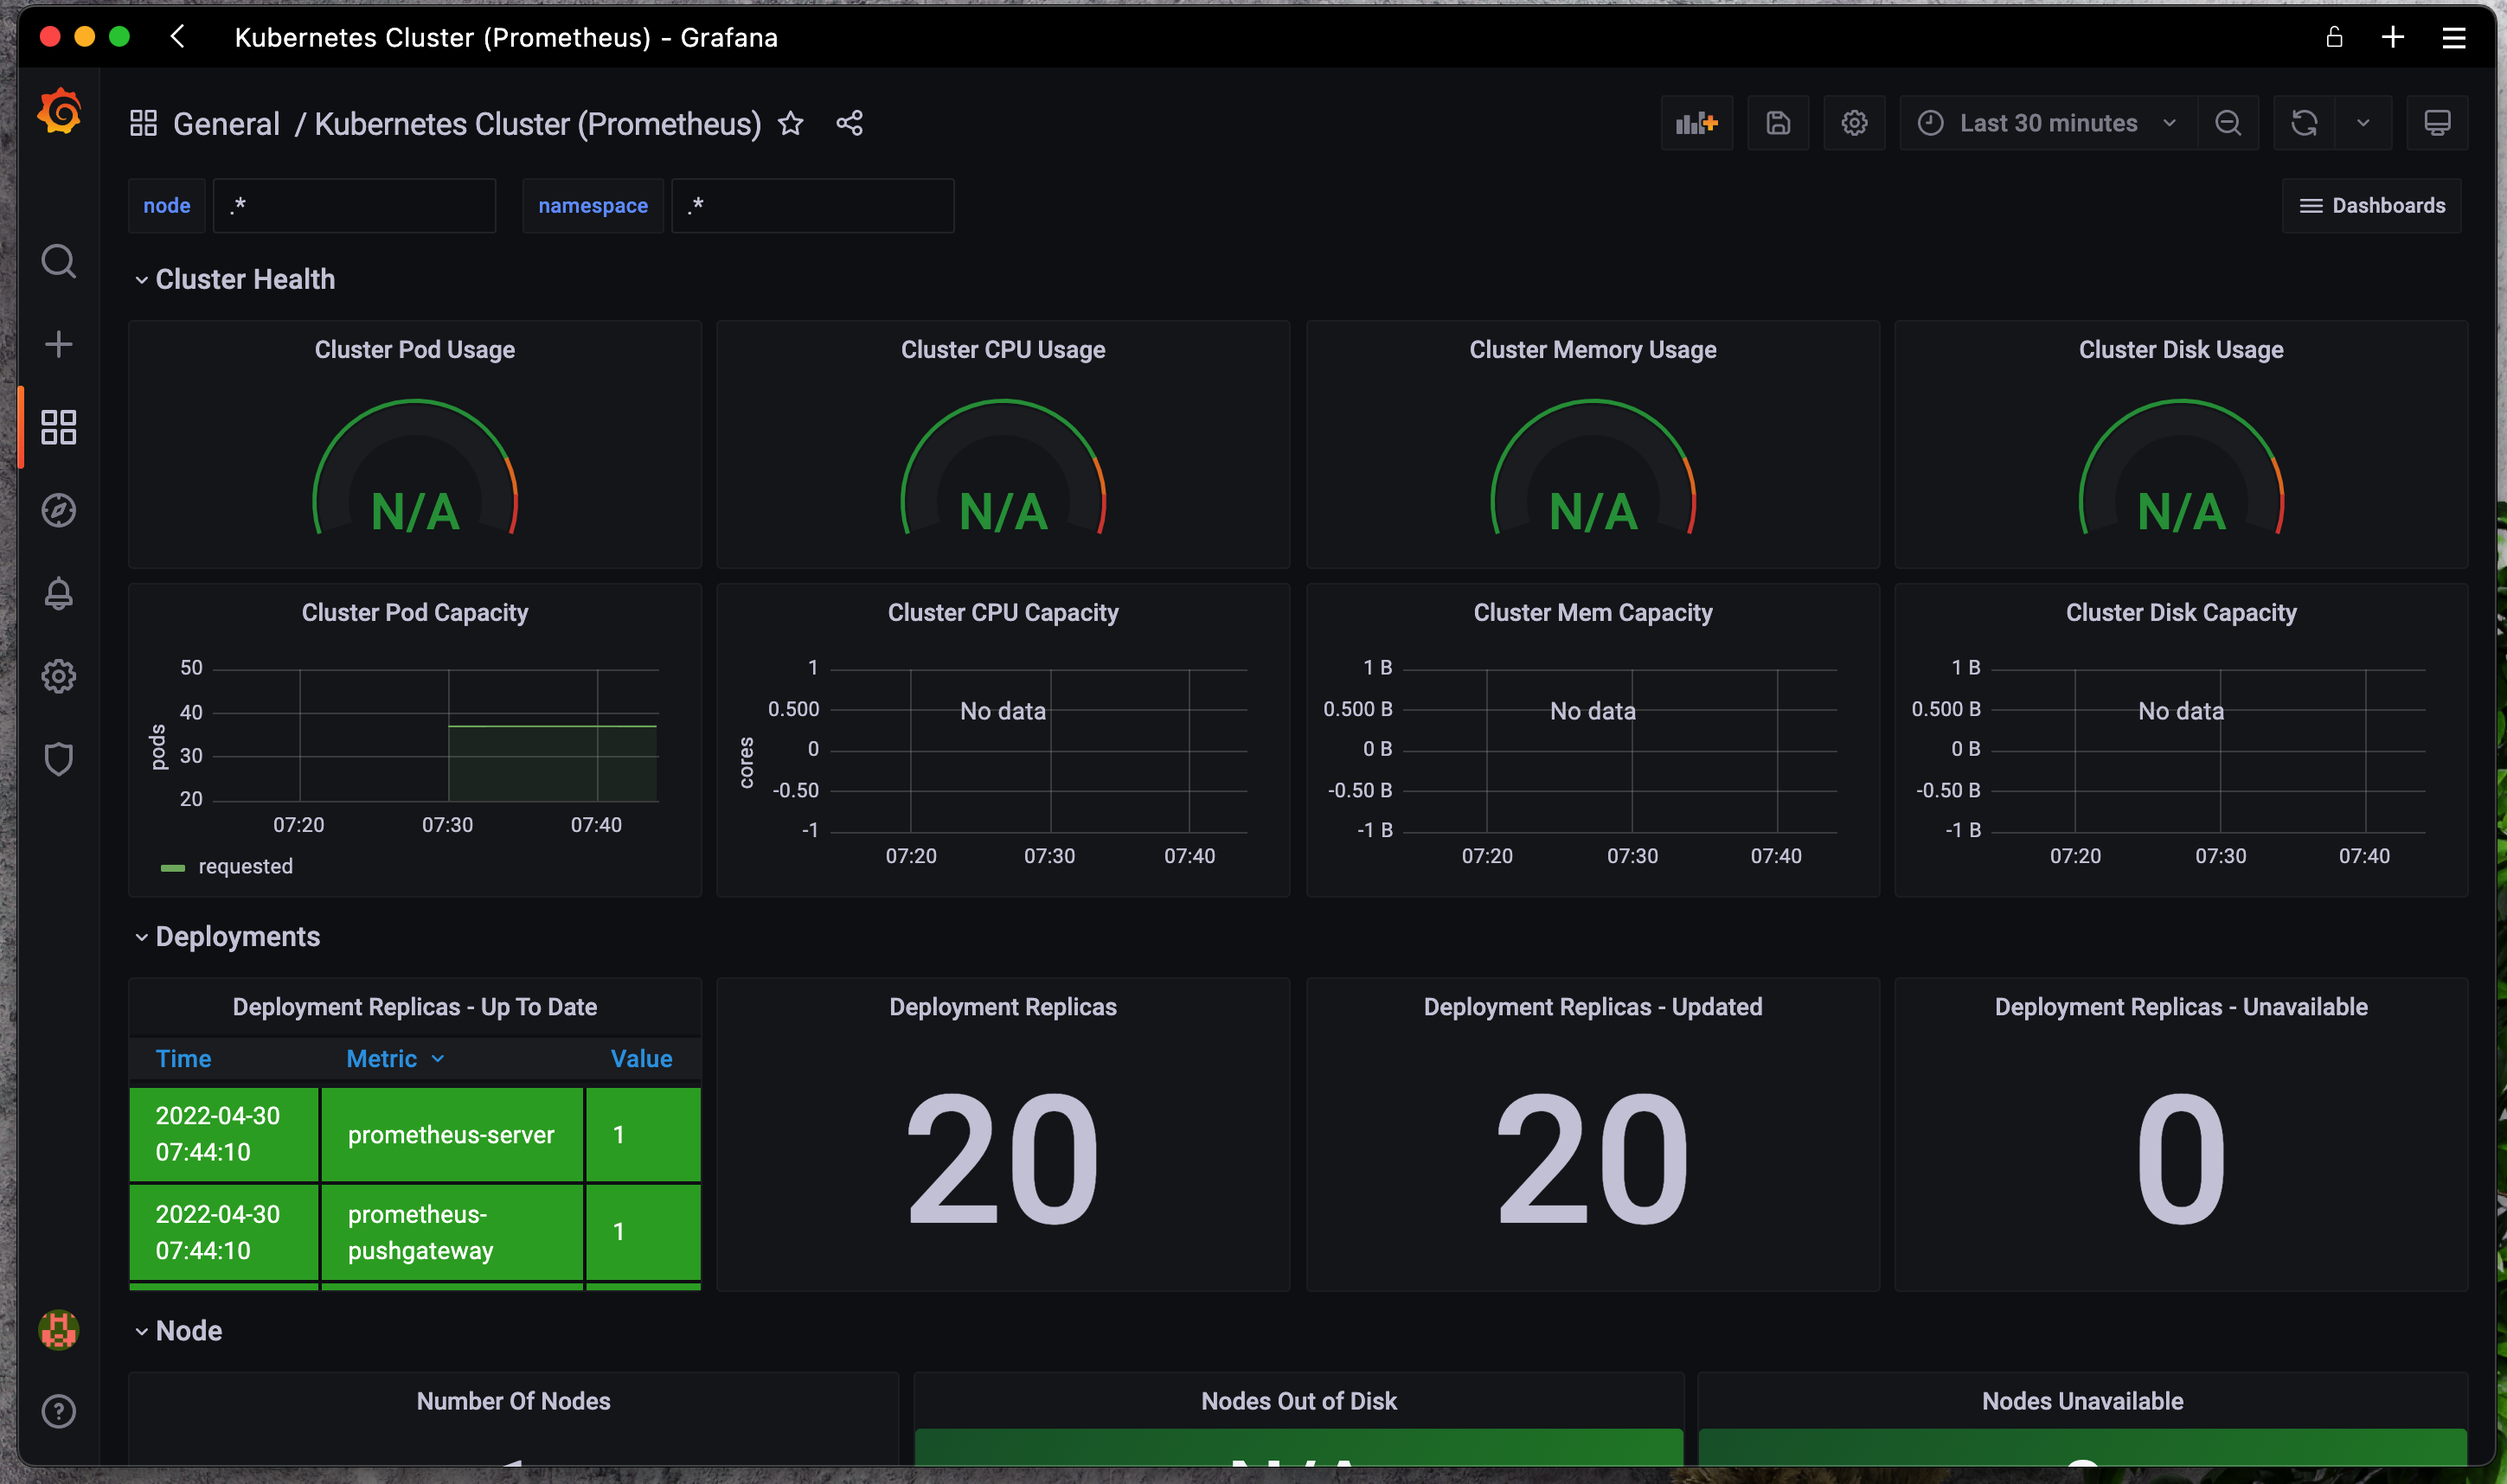 Kubernetes Cluster (Prometheus) - Grafana
General / Kubernetes Cluster (Prometheus)
Last 30 minutes
node
.*
namespace
.*
Dashboards
Cluster Health
Cluster Pod Usage
N/A
Cluster CPU Usage
N/A
Cluster Memory Usage
N/A
Cluster Disk Usage
N/A
Cluster Pod Capacity
pods
50
40
30
20
07:20 07:30 07:40
requested
Cluster CPU Capacity
cores
1
0.500
0
-0.50
-1
No data
07:20 07:30 07:40
Cluster Mem Capacity
1 B
0.500 B
0 B
-0.50 B
-1 B
No data
07:20 07:30 07:40
Cluster Disk Capacity
1 B
0.500 B
0 B
-0.50 B
-1 B
No data
07:20 07:30 07:40
Deployments
Deployment Replicas - Up To Date
Time Metric Value
2022-04-30
07:44:10
prometheus-server
1
2022-04-30
07:44:10
prometheus-
pushgateway
1
Deployment Replicas
20
Deployment Replicas - Updated
20
Deployment Replicas - Unavailable
0
Node
Number Of Nodes
Nodes Out of Disk
N/A
Nodes Unavailable